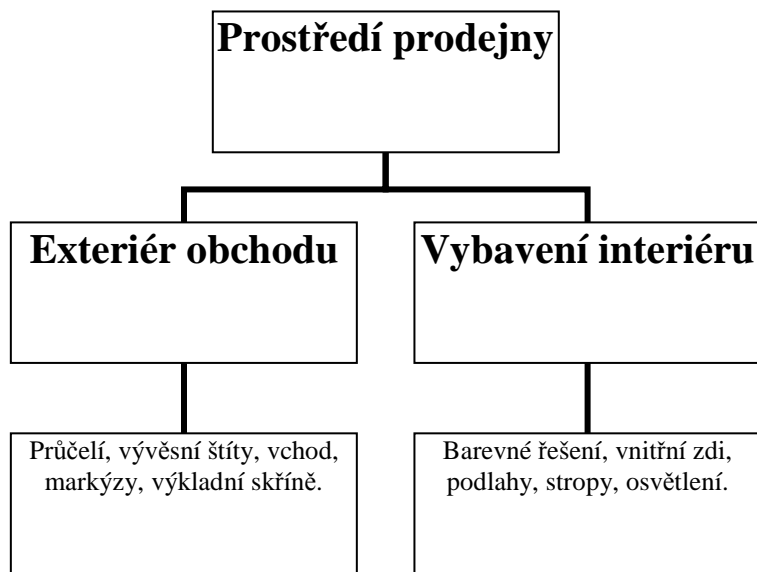 Prostředí prodejny
Exteriér obchodu
Vybavení interiéru
Průčelí, vývěsní štíty, vchod,
markýzy, výkladní skříně.
Barevné řešení, vnitřní zdi,
podlahy, stropy, osvětlení.